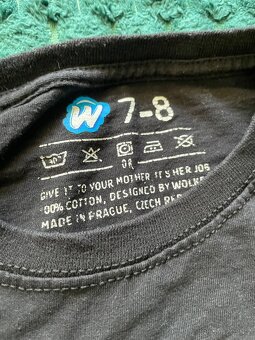 W 7-8
40
OR
GIVE IT TO YOUR MOTHER, IT'S HER JOB
100% COTTON, DESIGNED BY
MADE IN PRAGUE, CZECH